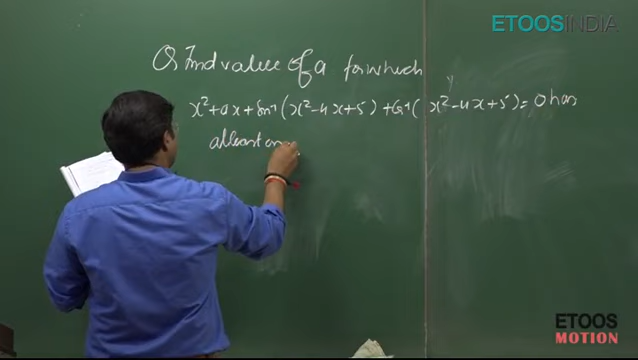 ETOOSINDIA
Q Find value of a for which
x²+ax+Sin⁻¹(x²-4x+5)+Cos⁻¹(x²-4x+5)=0 has
atleast on
ETOOS
MOTION